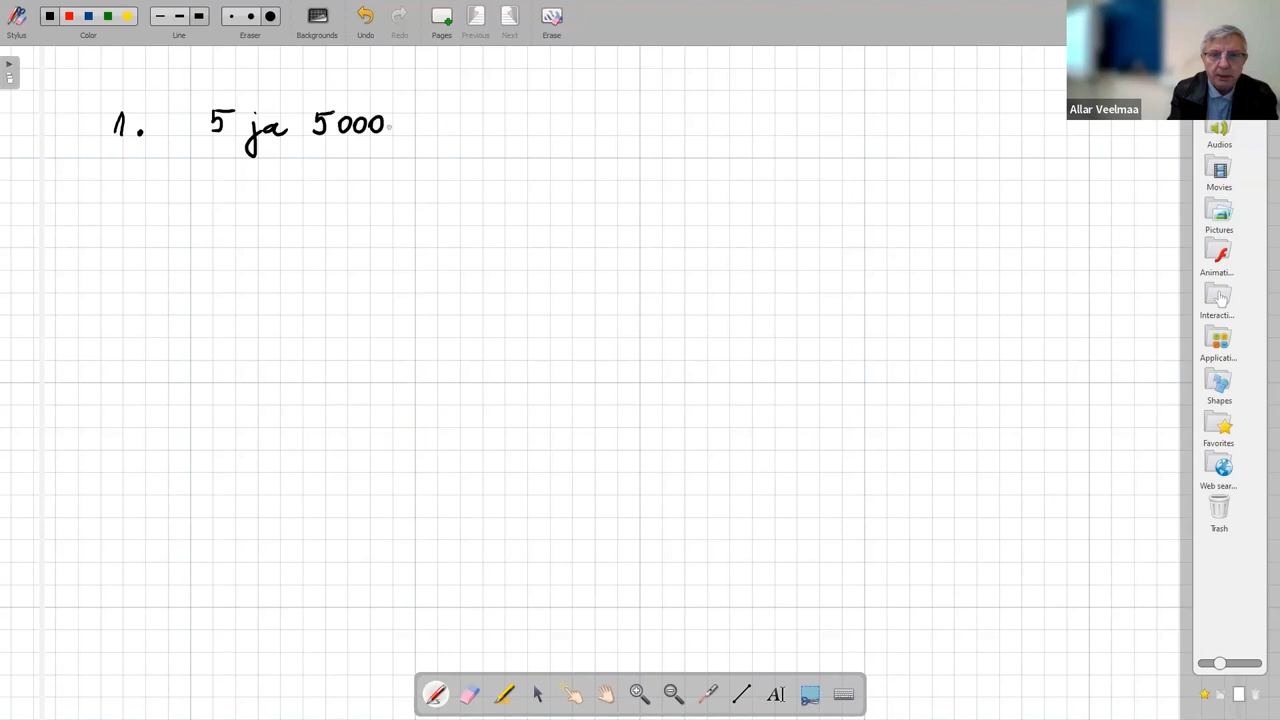 Stylus Color Line Eraser Backgrounds Undo Redo Pages Previous Next Erase
Allar Veelmaa
1. 5 ja 5000
Audios
Movies
Pictures
Animati...
Interacti...
Applicati...
Shapes
Favorites
Web sear...
Trash
AI